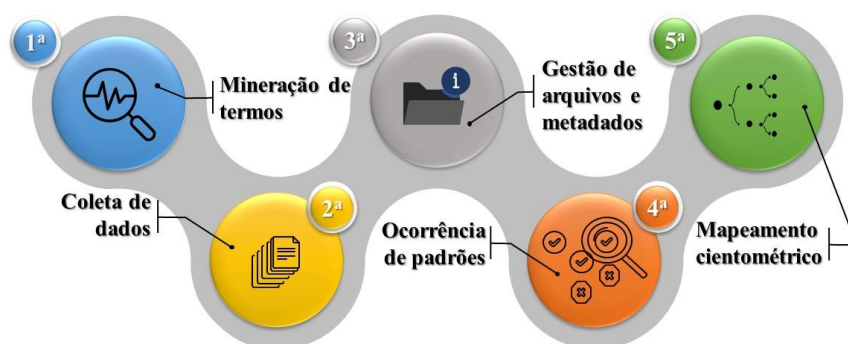 1ª
Mineração de
termos
Coleta de
dados
2ª
3ª
i
Gestão de
arquivos e
metadados
Ocorrência
de padrões
4ª
5ª
Mapeamento
cientométrico